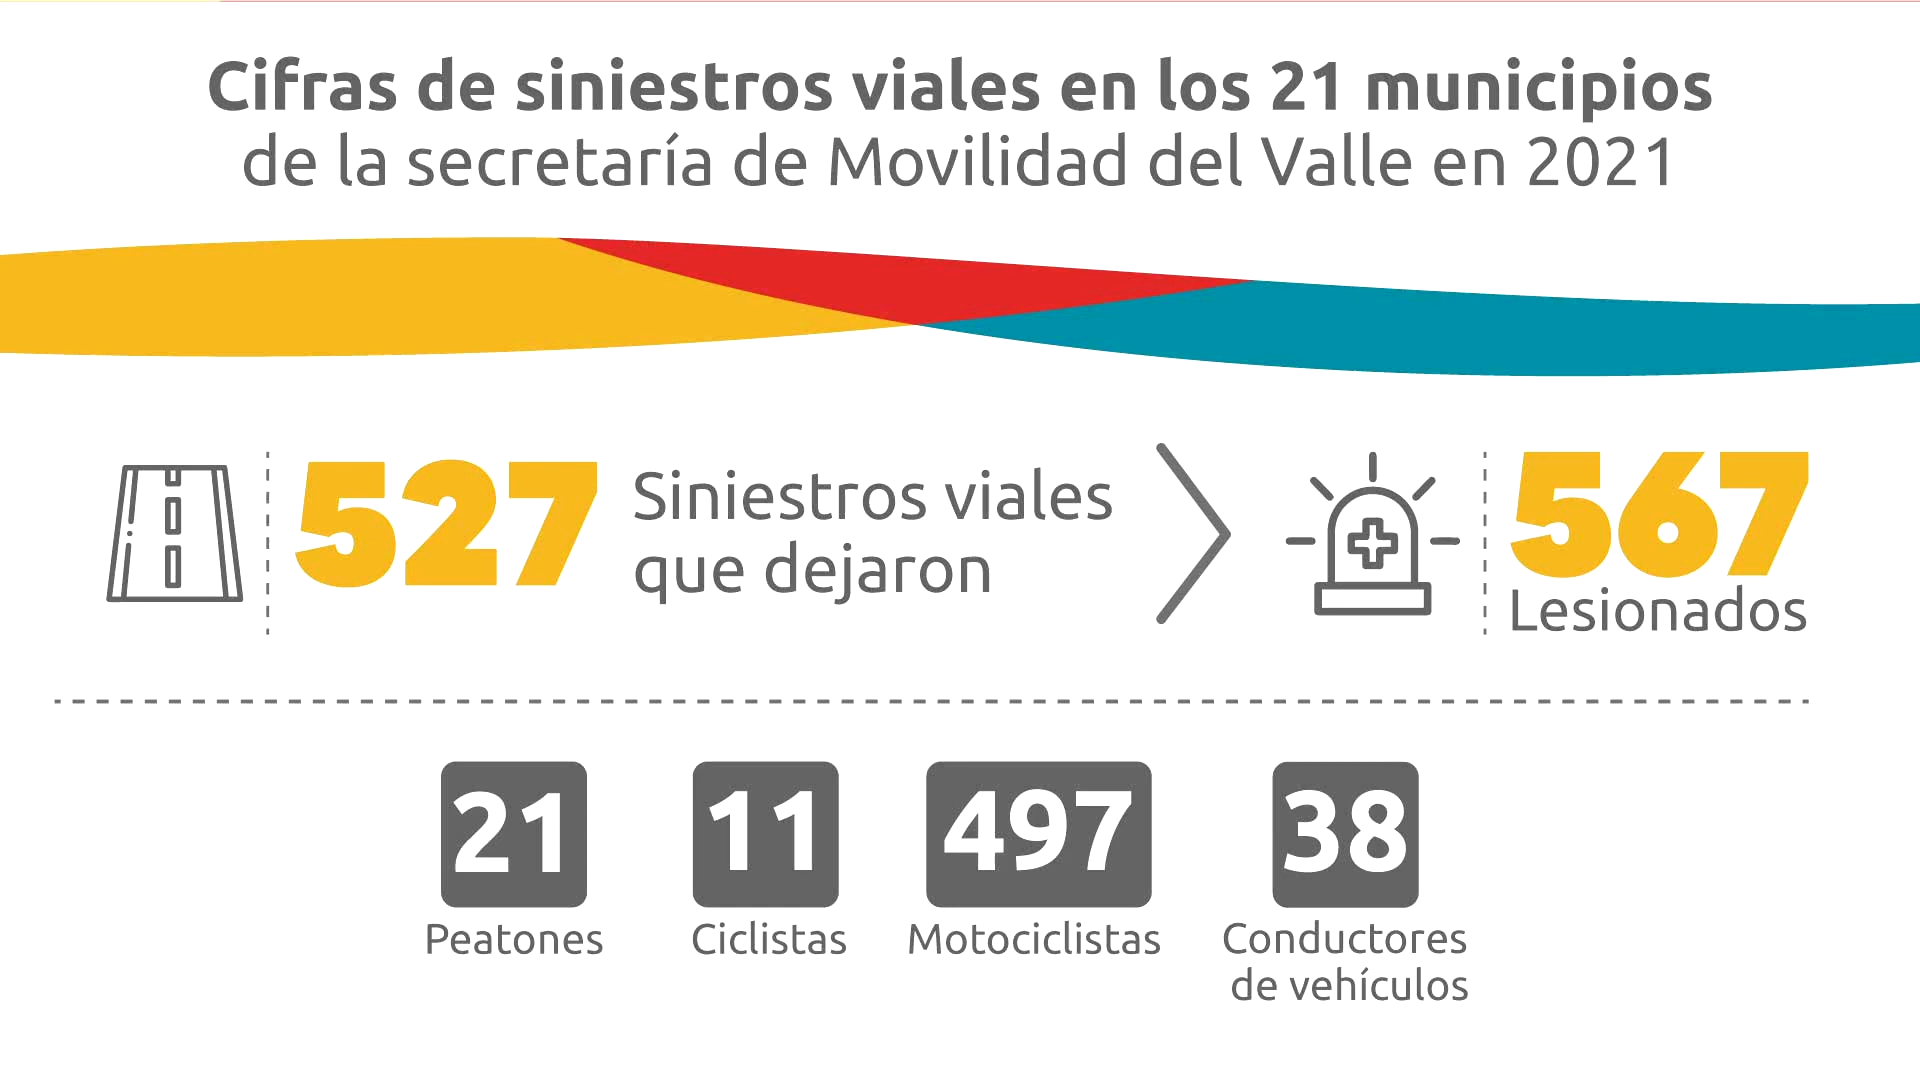 Cifras de siniestros viales en los 21 municipios
de la secretaría de Movilidad del Valle en 2021
527
Siniestros viales
que dejaron
567
Lesionados
21
Peatones
11
Ciclistas
497
Motociclistas
38
Conductores
de vehículos